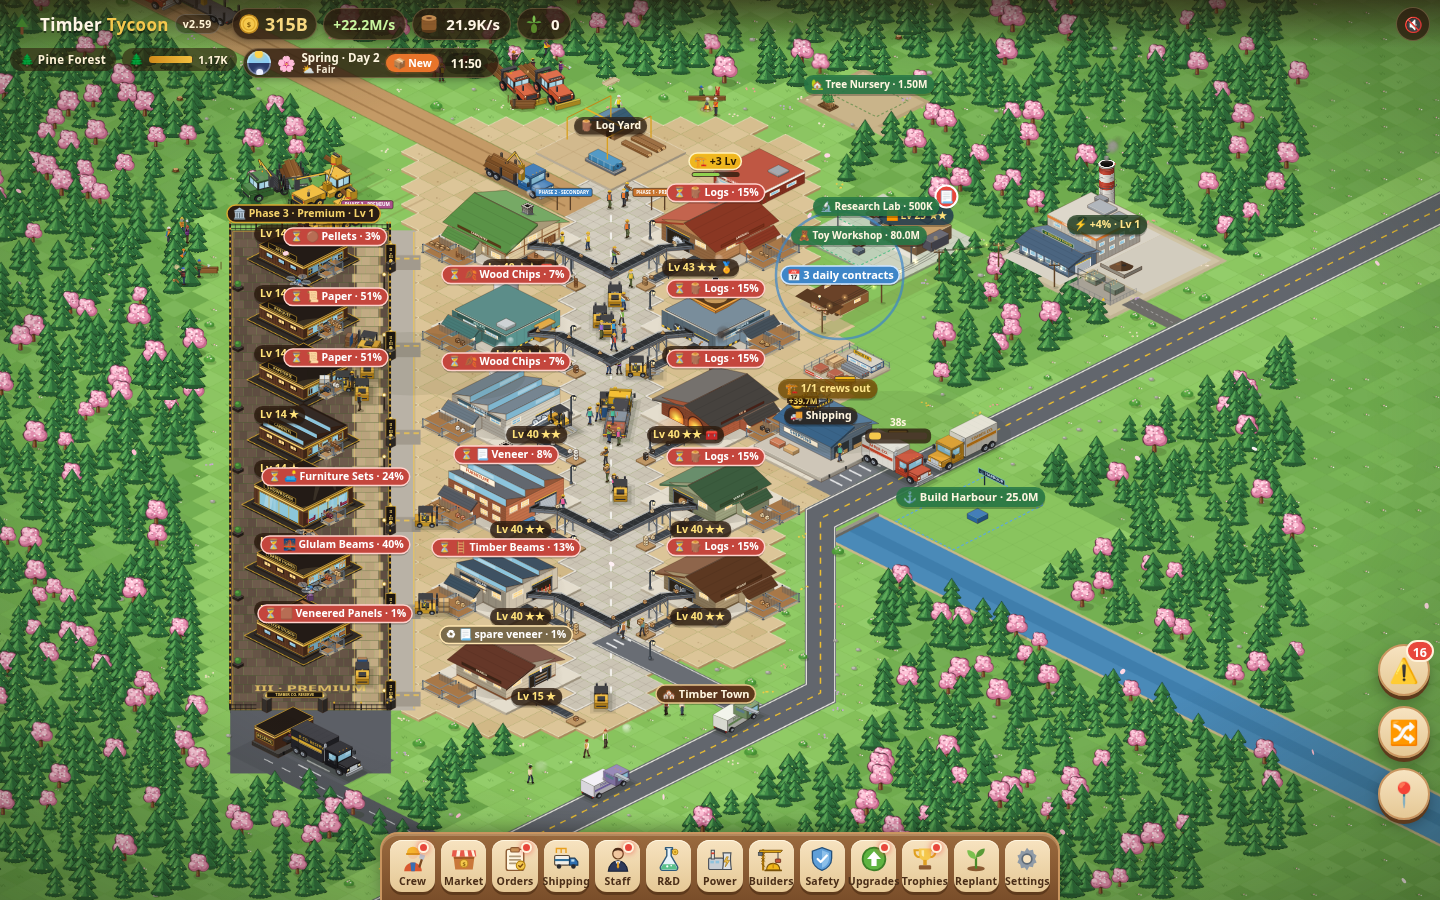 Timber Tycoon v2.59
315B
+22.2M/s
21.9K/s
0
Pine Forest
1.17K
Spring · Day 2
Fair
New
11:50
Tree Nursery · 1.50M
Log Yard
+3 Lv
PHASE 2 · SECONDARY
Logs · 15%
Research Lab · 500K
Phase 3 · Premium · Lv 1
+4% · Lv 1
Pellets · 3%
Toy Workshop · 80.0M
Wood Chips · 7%
Lv 43 ★★
3 daily contracts
Logs · 15%
Paper · 51%
Paper · 51%
Wood Chips · 7%
Logs · 15%
1/1 crews out
+39.7M
Shipping
Lv 14 ★
38s
Lv 40 ★★
Lv 40 ★★
Veneer · 8%
Logs · 15%
Furniture Sets · 24%
Build Harbour · 25.0M
Lv 40 ★★
Lv 40 ★★
Glulam Beams · 40%
Timber Beams · 13%
Logs · 15%
Veneered Panels · 1%
Lv 40 ★★
Lv 40 ★★
spare veneer · 1%
III - PREMIUM
Lv 15 ★
Timber Town
16
Crew
Market
Orders
Shipping
Staff
R&D
Power
Builders
Safety
Upgrades
Trophies
Replant
Settings